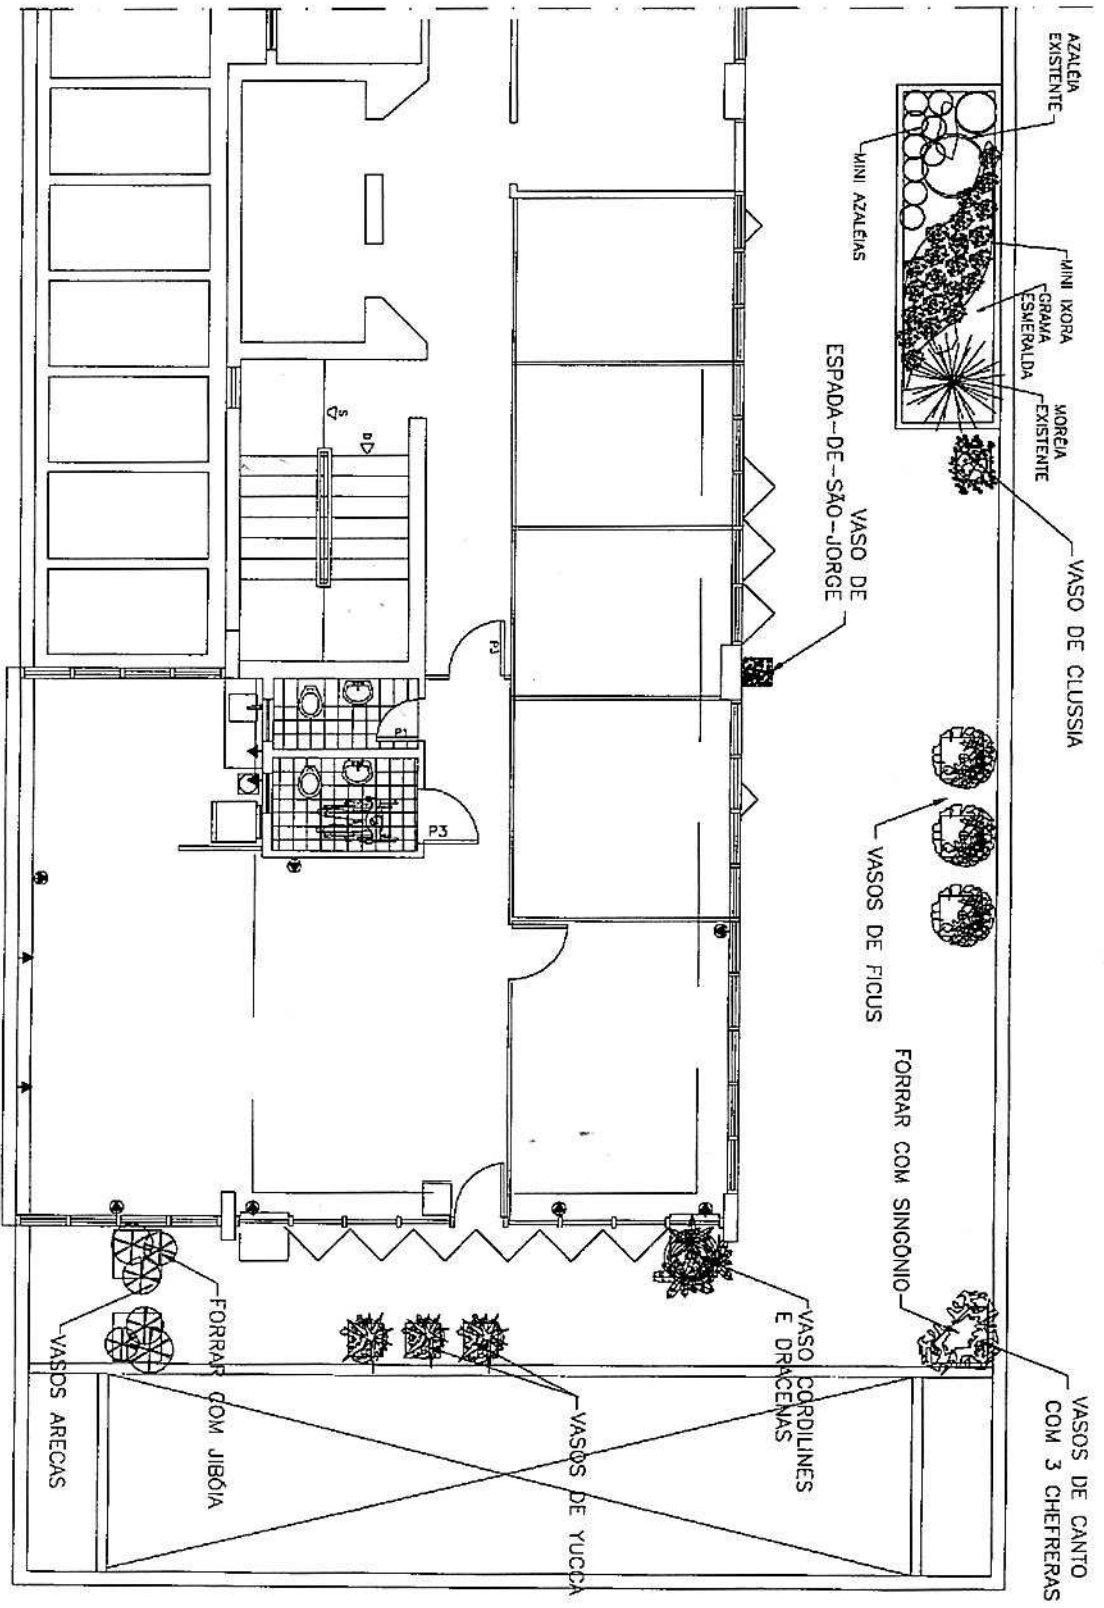 AZALÉIA
EXISTENTE
MINI AZALÉIAS
MINI IXORA
GRAMA
ESMERALDA
MORÉIA
EXISTENTE
VASO DE CLUSSIA
VASO DE
ESPADA-DE-SÃO-JORGE
VASOS DE FICUS
FORRAR COM SINGÔNIO
VASOS DE CANTO
COM 3 CHEFRERAS
VASO CORDILINES
E DRACENAS
VASOS DE YUCCA
FORRAR COM JIBÓIA
VASOS ARECAS
S
D
P3
P1
P3